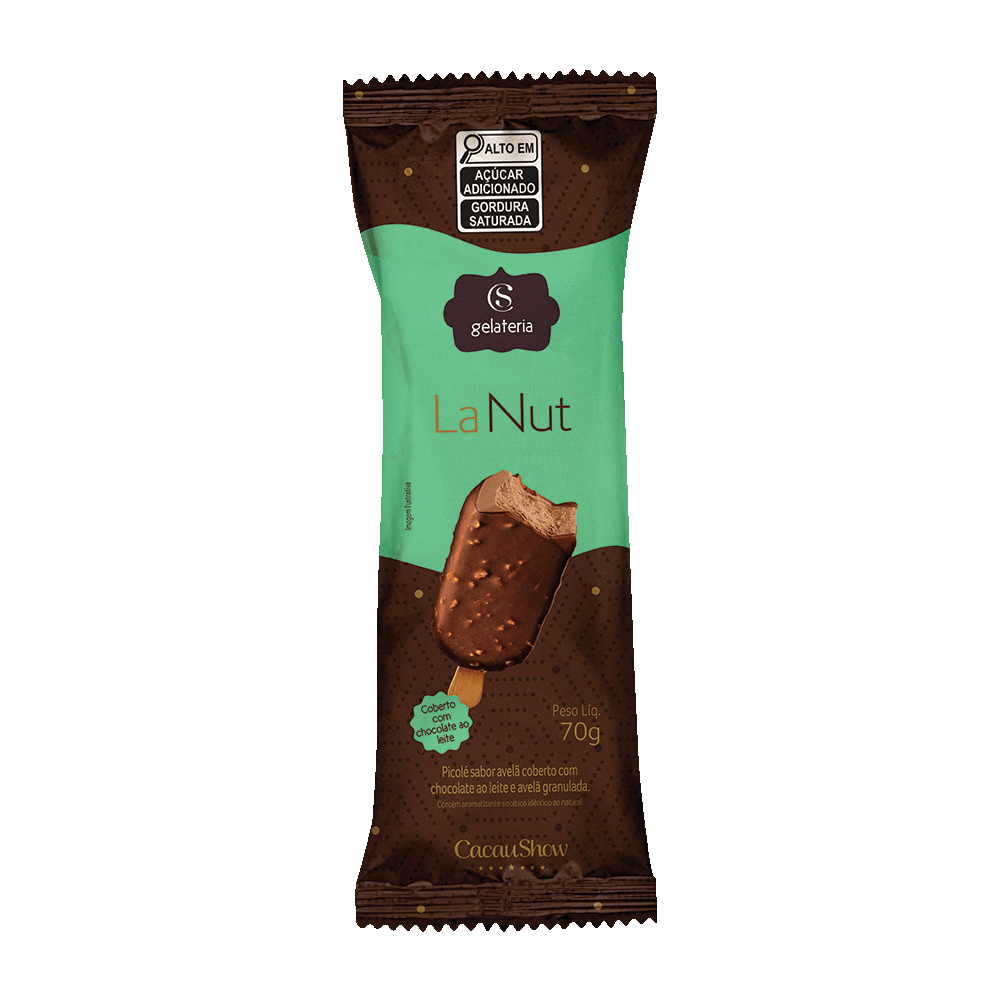 ALTO EM
AÇÚCAR
ADICIONADO
GORDURA
SATURADA
CS
gelateria
La Nut
Imagem Ilustrativa
Coberto
com
chocolate ao
leite
Peso Líq.
70g
Picolé sabor avelã coberto com
chocolate ao leite e avelã granulada.
Contém aromatizante sintético idêntico ao natural.
CacauShow